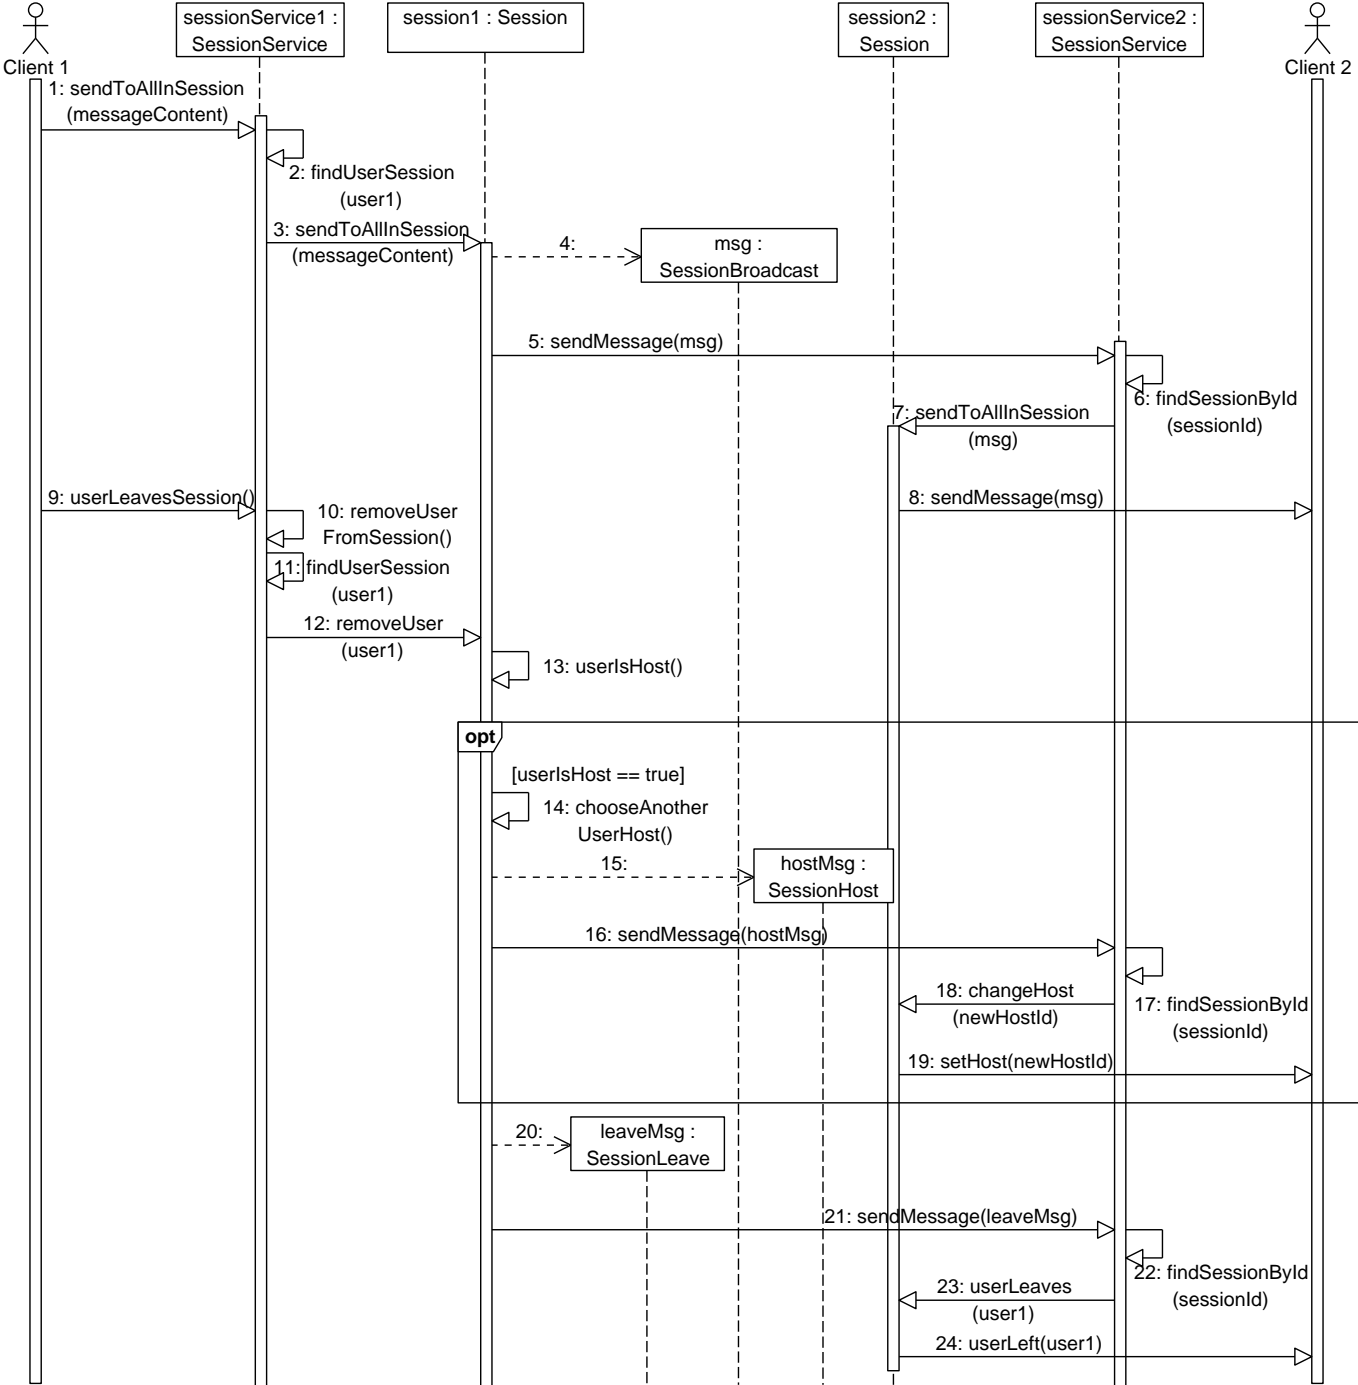 sessionService1 :
SessionService
session1 : Session
session2 :
Session
sessionService2 :
SessionService
Client 1
Client 2
1: sendToAllInSession
(messageContent)
2: findUserSession
(user1)
3: sendToAllInSession
(messageContent)
4:
msg :
SessionBroadcast
5: sendMessage(msg)
6: findSessionById
(sessionId)
7: sendToAllInSession
(msg)
8: sendMessage(msg)
9: userLeavesSession()
10: removeUser
FromSession()
11: findUserSession
(user1)
12: removeUser
(user1)
13: userIsHost()
opt
[userIsHost == true]
14: chooseAnother
UserHost()
15:
hostMsg :
SessionHost
16: sendMessage(hostMsg)
17: findSessionById
(sessionId)
18: changeHost
(newHostId)
19: setHost(newHostId)
20:
leaveMsg :
SessionLeave
21: sendMessage(leaveMsg)
22: findSessionById
(sessionId)
23: userLeaves
(user1)
24: userLeft(user1)